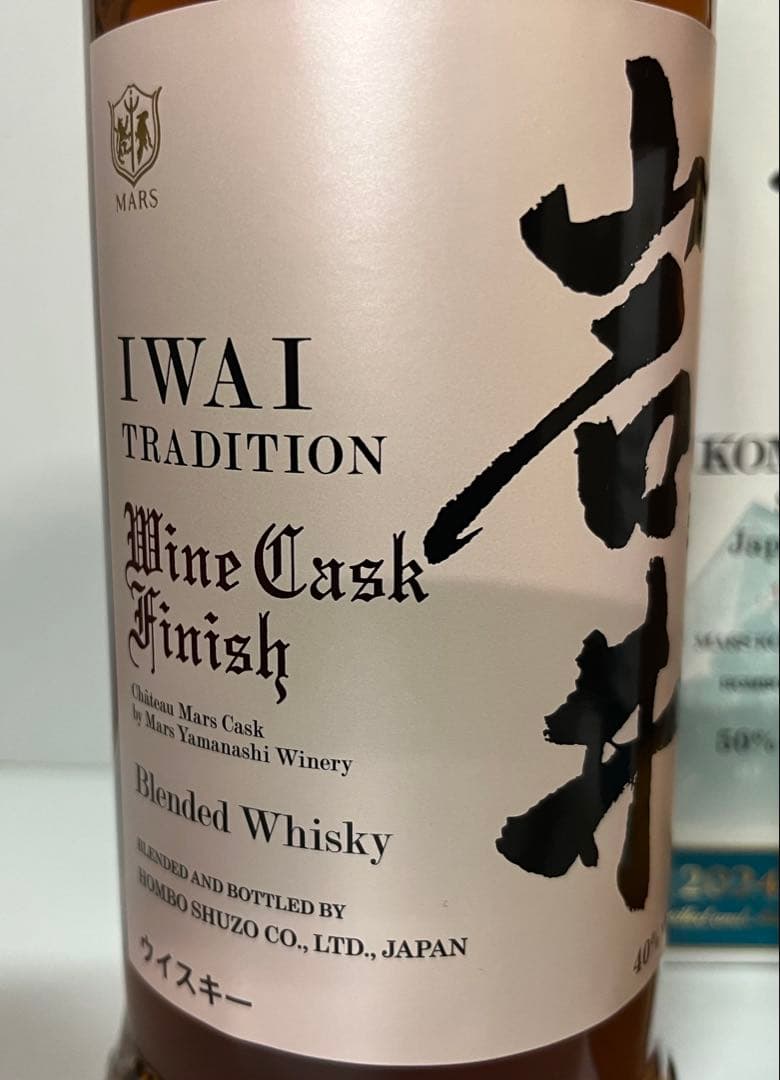 MARS
岩井
IWAI
TRADITION
Wine Cask
Finish
Château Mars Cask
by Mars Yamanashi Winery
Blended Whisky
BLENDED AND BOTTLED BY
HOMBO SHUZO CO., LTD., JAPAN
ウイスキー
40%
50%